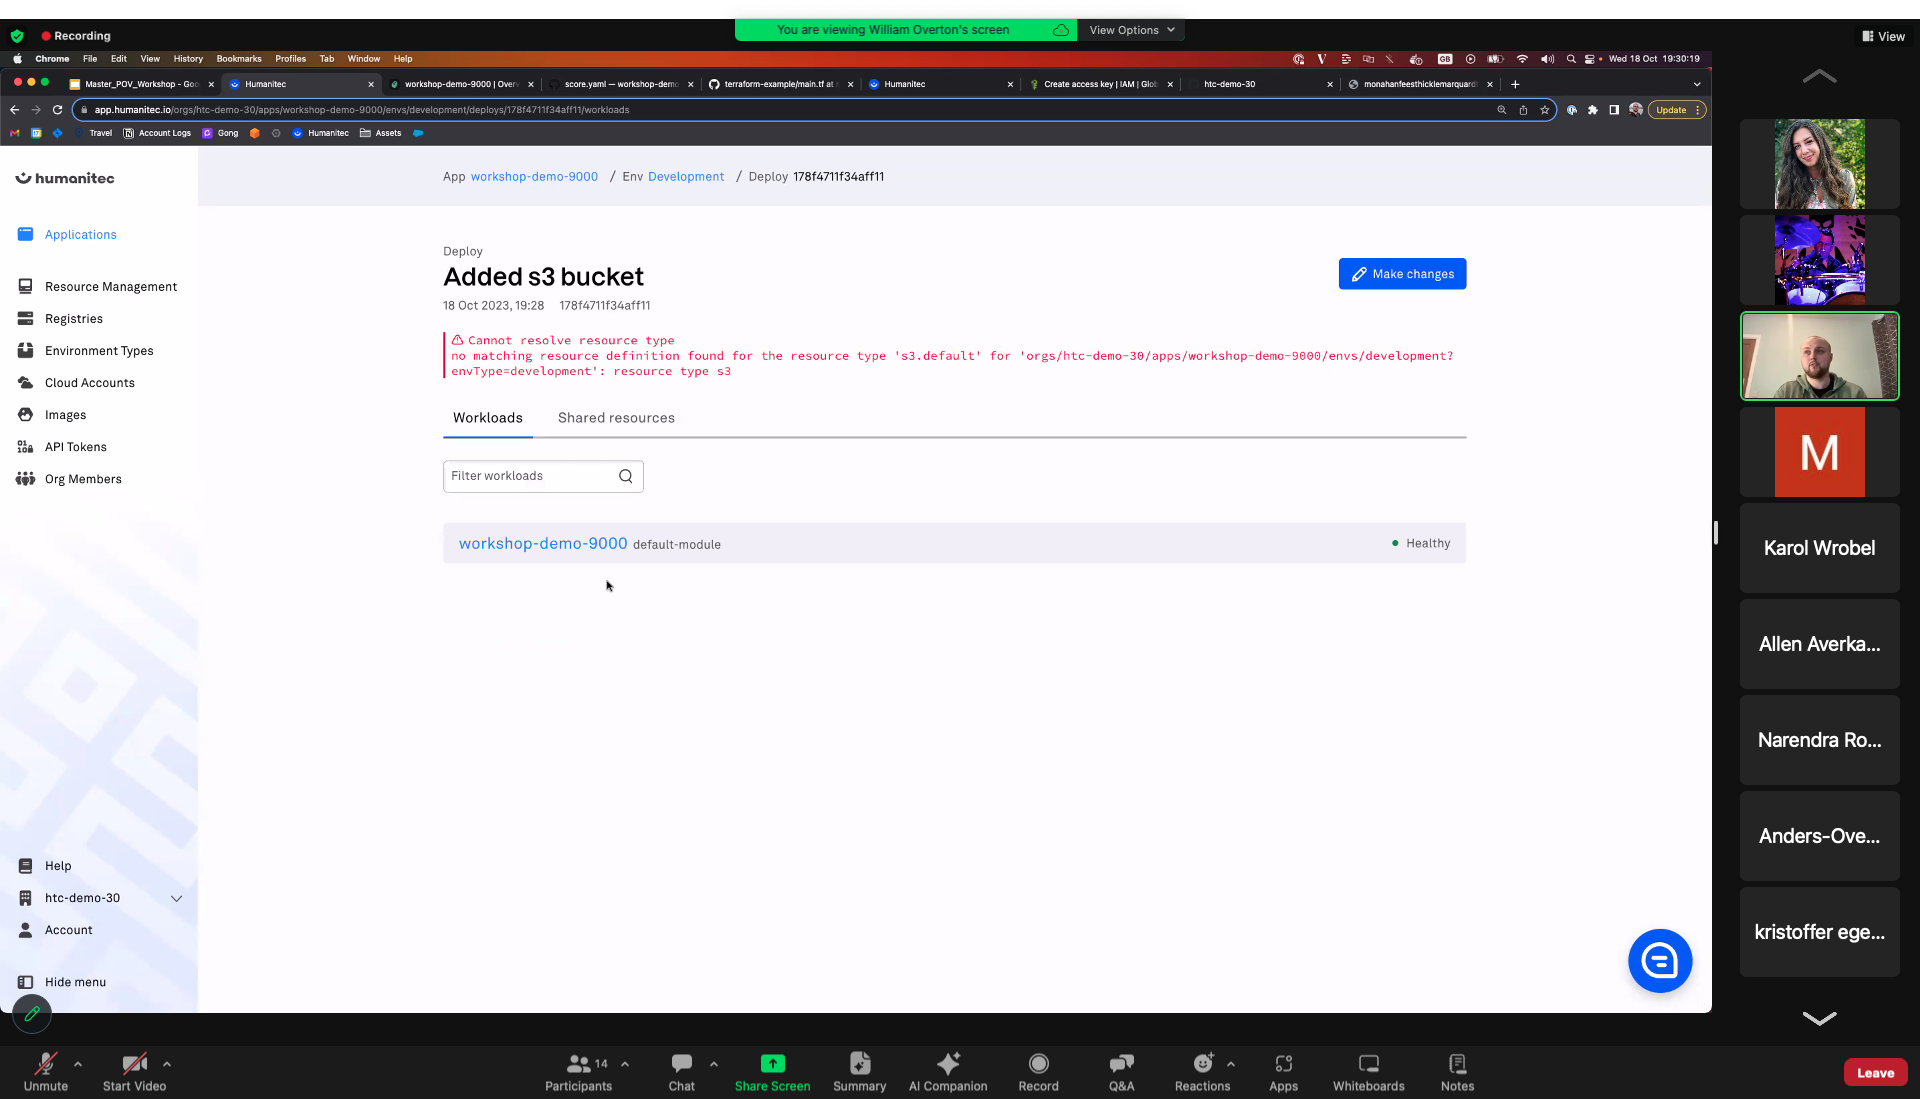 You are viewing William Overton's screen
View Options
Recording
View
Chrome File Edit View History Bookmarks Profiles Tab Window Help
GB
Wed 18 Oct 19:30:19
Master_POV_Workshop - Goo
Humanitec
workshop-demo-9000 | Over
score.yaml — workshop-demo
terraform-example/main.tf at
Humanitec
Create access key | IAM | Glob
htc-demo-30
monahanfeesthicklemarquard
app.humanitec.io/orgs/htc-demo-30/apps/workshop-demo-9000/envs/development/deploys/178f4711f34aff11/workloads
Update
Travel
Account Logs
Gong
Humanitec
Assets
humanitec
App workshop-demo-9000 / Env Development / Deploy 178f4711f34aff11
Applications
Resource Management
Registries
Environment Types
Cloud Accounts
Images
API Tokens
Org Members
Deploy
Added s3 bucket
Make changes
18 Oct 2023, 19:28 178f4711f34aff11
Cannot resolve resource type
no matching resource definition found for the resource type 's3.default' for 'orgs/htc-demo-30/apps/workshop-demo-9000/envs/development?
envType=development': resource type s3
Workloads Shared resources
Filter workloads
workshop-demo-9000 default-module
Healthy
Help
htc-demo-30
Account
Hide menu
M
Karol Wrobel
Allen Averka...
Narendra Ro...
Anders-Ove...
kristoffer ege...
Unmute
Start Video
14
Participants
Chat
Share Screen
Summary
AI Companion
Record
Q&A
Reactions
Apps
Whiteboards
Notes
Leave